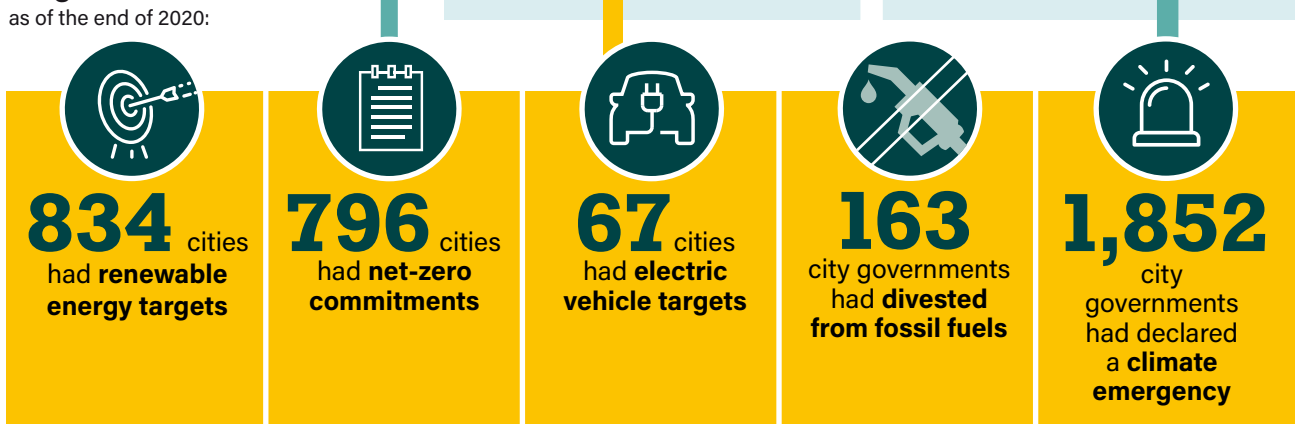 as of the end of 2020:
834 cities
had renewable
energy targets
796 cities
had net-zero
commitments
67 cities
had electric
vehicle targets
163
city governments
had divested
from fossil fuels
1,852
city
governments
had declared
a climate
emergency